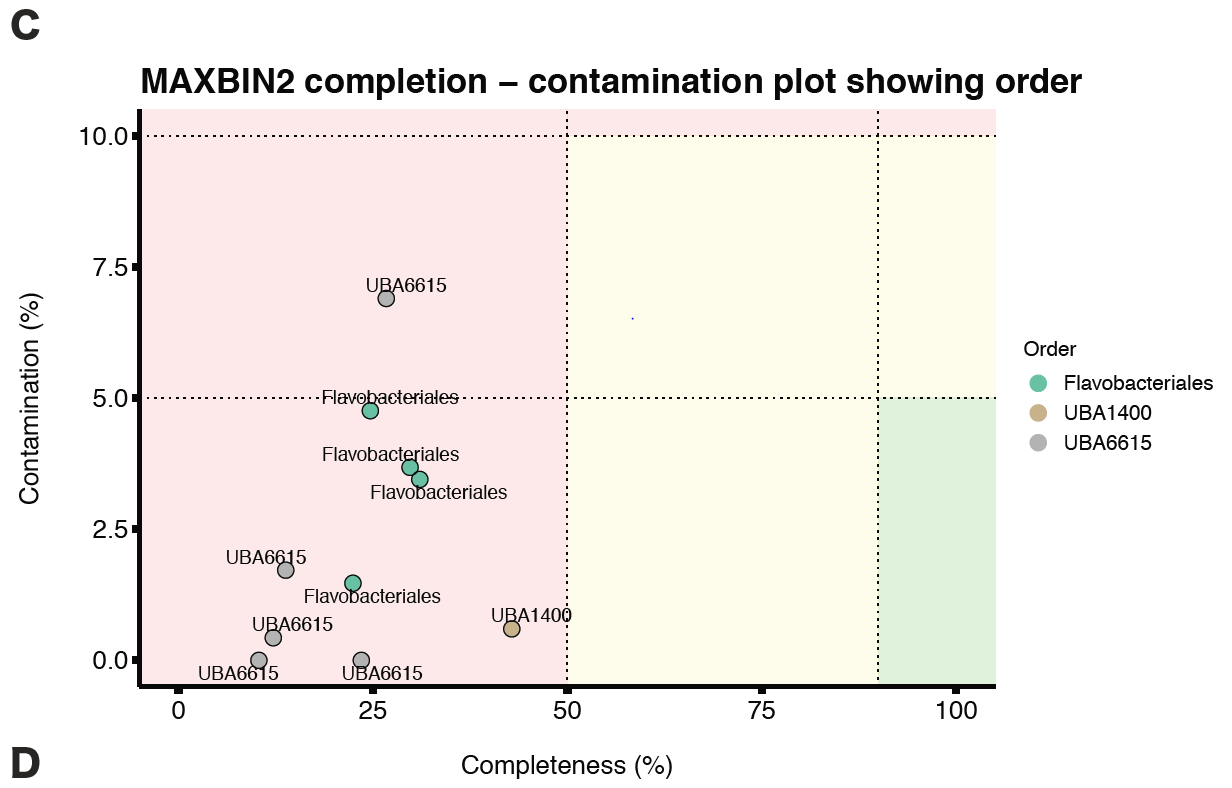 C
MAXBIN2 completion – contamination plot showing order
10.0
7.5
5.0
2.5
0.0
Contamination (%)
UBA6615
Flavobacteriales
Flavobacteriales
Flavobacteriales
UBA6615
Flavobacteriales
UBA1400
UBA6615
UBA6615
UBA6615
0
25
50
75
100
Completeness (%)
Order
Flavobacteriales
UBA1400
UBA6615
D